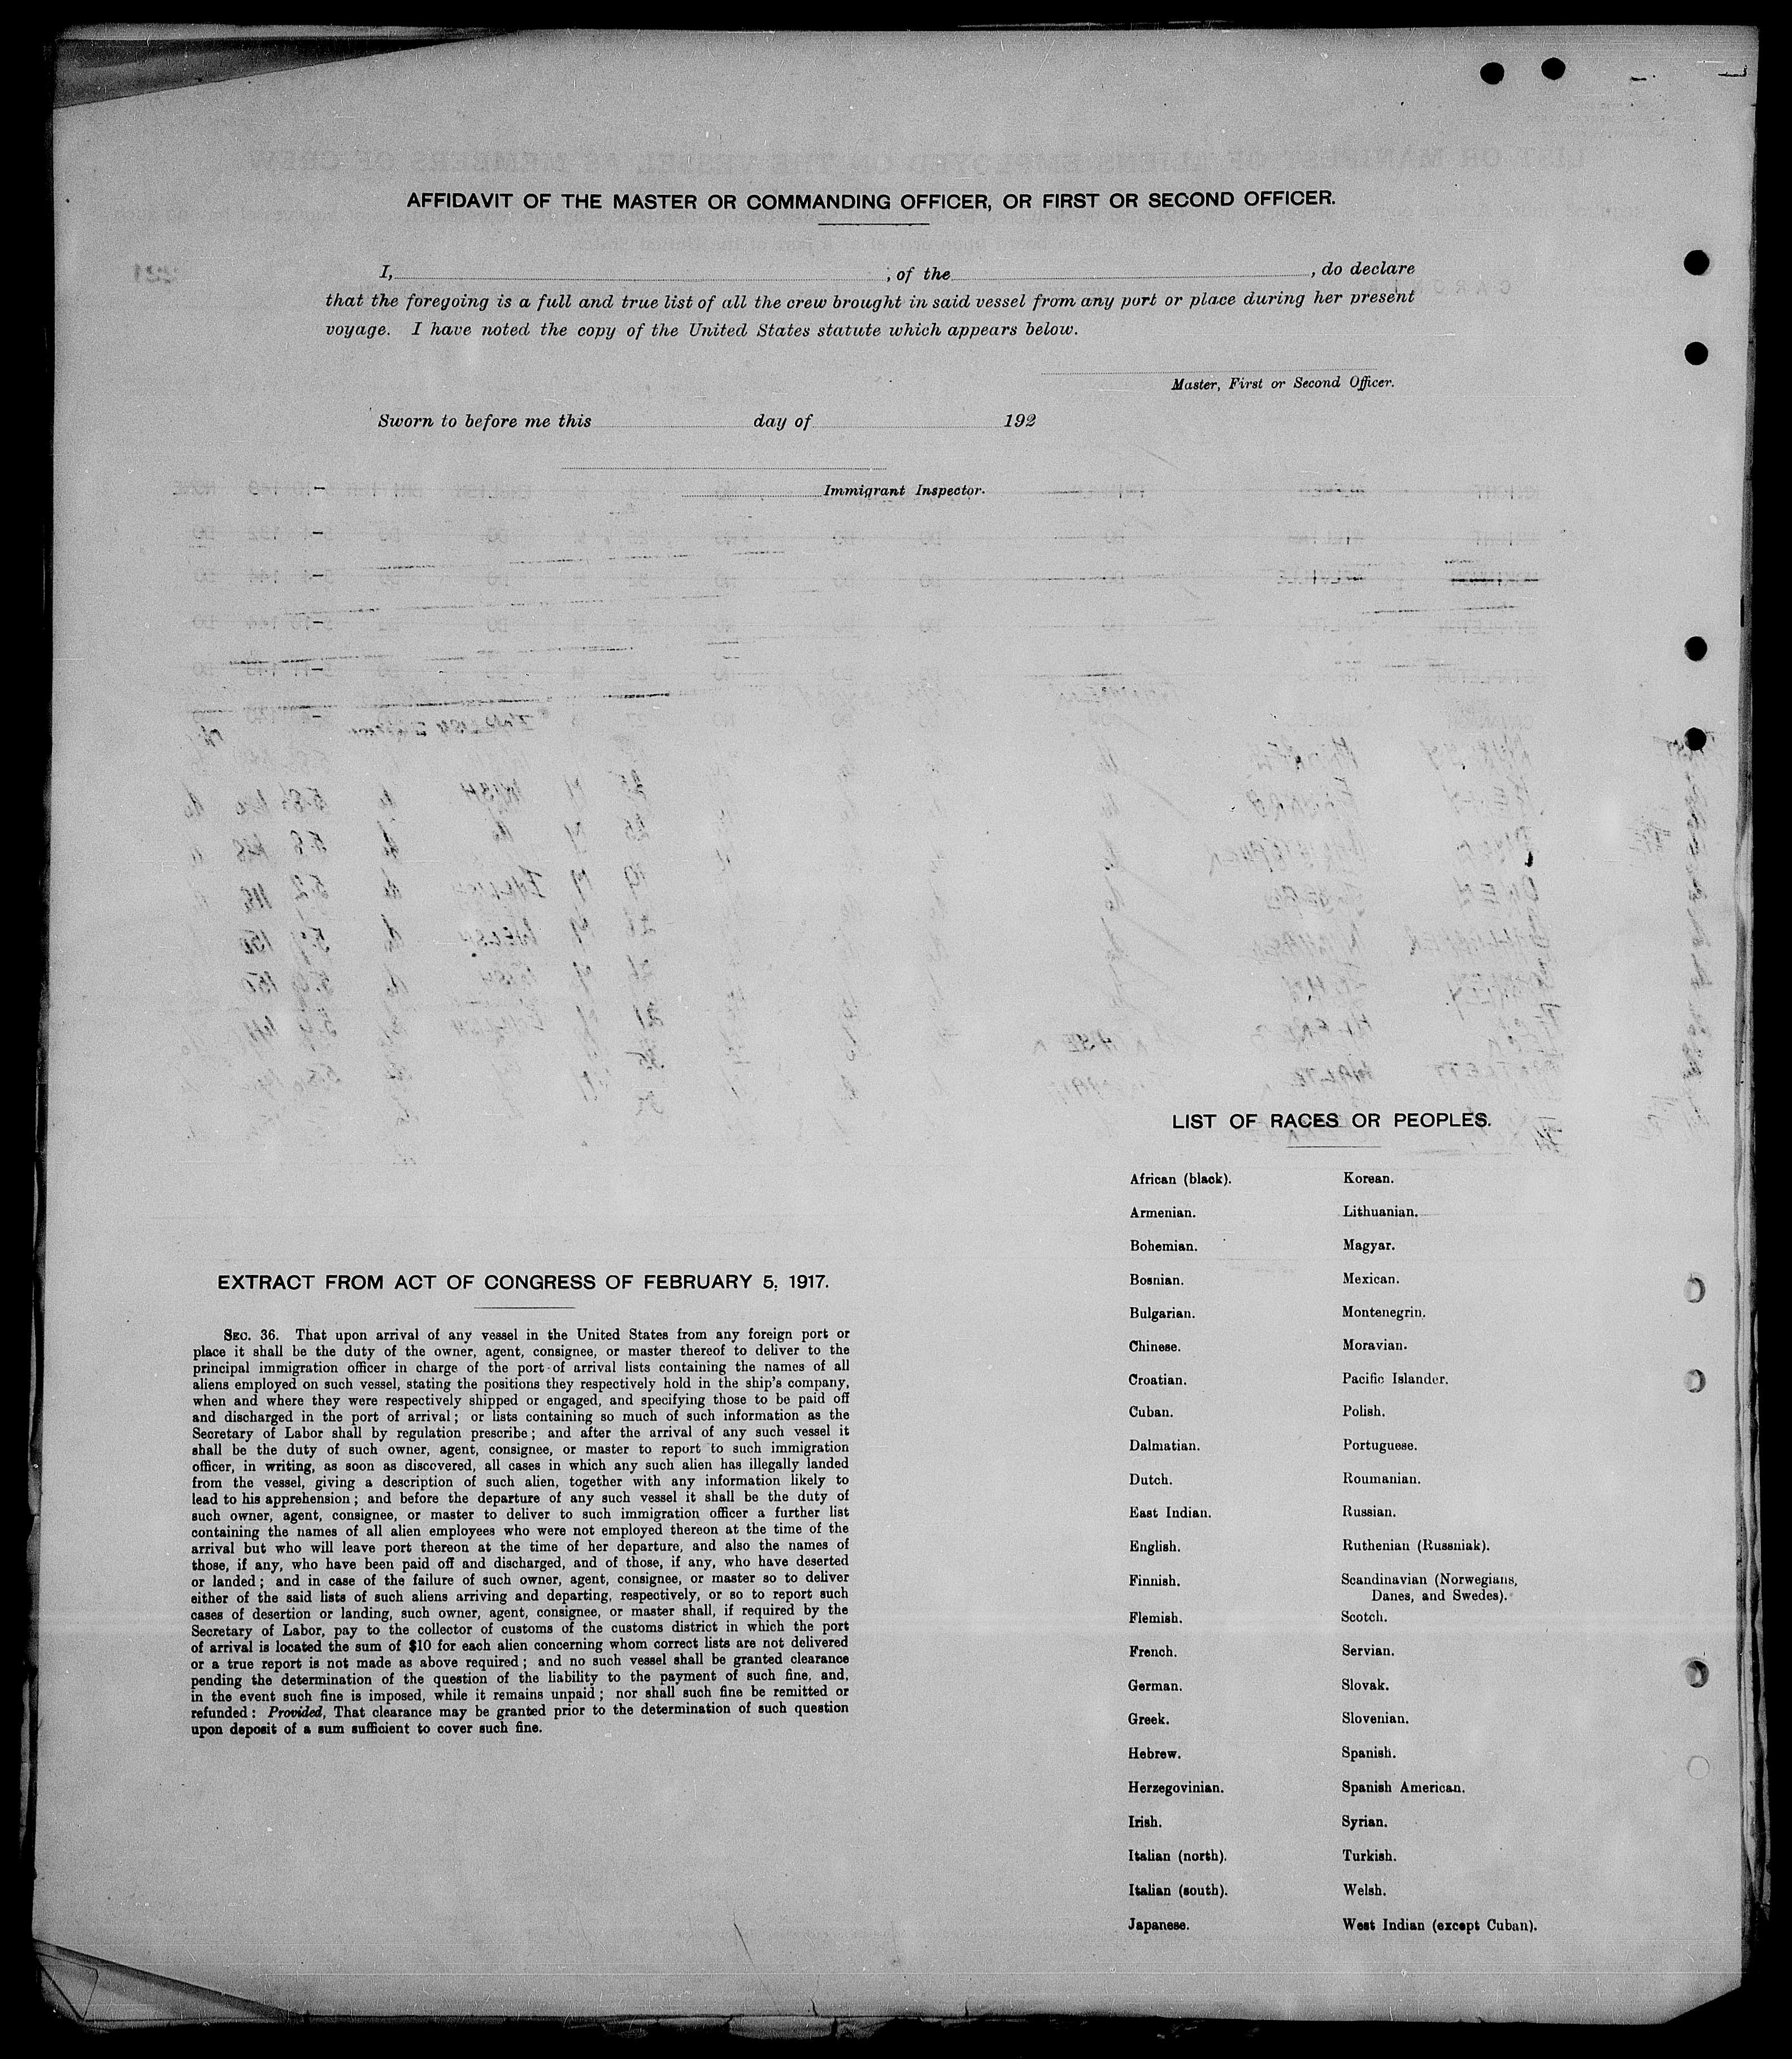 AFFIDAVIT OF THE MASTER OR COMMANDING OFFICER, OR FIRST OR SECOND OFFICER.
I, , of the , do declare
that the foregoing is a full and true list of all the crew brought in said vessel from any port or place during her present
voyage. I have noted the copy of the United States statute which appears below.
Master, First or Second Officer.
Sworn to before me this day of 192
Immigrant Inspector.
EXTRACT FROM ACT OF CONGRESS OF FEBRUARY 5, 1917.
SEC. 36. That upon arrival of any vessel in the United States from any foreign port or
place it shall be the duty of the owner, agent, consignee, or master thereof to deliver to the
principal immigration officer in charge of the port of arrival lists containing the names of all
aliens employed on such vessel, stating the positions they respectively hold in the ship's company,
when and where they were respectively shipped or engaged, and specifying those to be paid off
and discharged in the port of arrival; or lists containing so much of such information as the
Secretary of Labor shall by regulation prescribe; and after the arrival of any such vessel it
shall be the duty of such owner, agent, consignee, or master to report to such immigration
officer, in writing, as soon as discovered, all cases in which any such alien has illegally landed
from the vessel, giving a description of such alien, together with any information likely to
lead to his apprehension; and before the departure of any such vessel it shall be the duty of
such owner, agent, consignee, or master to deliver to such immigration officer a further list
containing the names of all alien employees who were not employed thereon at the time of the
arrival but who will leave port thereon at the time of her departure, and also the names of
those, if any, who have been paid off and discharged, and of those, if any, who have deserted
or landed; and in case of the failure of such owner, agent, consignee, or master so to deliver
either of the said lists of such aliens arriving and departing, respectively, or so to report such
cases of desertion or landing, such owner, agent, consignee, or master shall, if required by the
Secretary of Labor, pay to the collector of customs of the customs district in which the port
of arrival is located the sum of $10 for each alien concerning whom correct lists are not delivered
or a true report is not made as above required; and no such vessel shall be granted clearance
pending the determination of the question of the liability to the payment of such fine, and,
in the event such fine is imposed, while it remains unpaid; nor shall such fine be remitted or
refunded: Provided, That clearance may be granted prior to the determination of such question
upon deposit of a sum sufficient to cover such fine.
LIST OF RACES OR PEOPLES.
African (black).
Armenian.
Bohemian.
Bosnian.
Bulgarian.
Chinese.
Croatian.
Cuban.
Dalmatian.
Dutch.
East Indian.
English.
Finnish.
Flemish.
French.
German.
Greek.
Hebrew.
Herzegovinian.
Irish.
Italian (north).
Italian (south).
Japanese.
Korean.
Lithuanian.
Magyar.
Mexican.
Montenegrin.
Moravian.
Pacific Islander.
Polish.
Portuguese.
Roumanian.
Russian.
Ruthenian (Russniak).
Scandinavian (Norwegians,
Danes, and Swedes).
Scotch.
Servian.
Slovak.
Slovenian.
Spanish.
Spanish American.
Syrian.
Turkish.
Welsh.
West Indian (except Cuban).